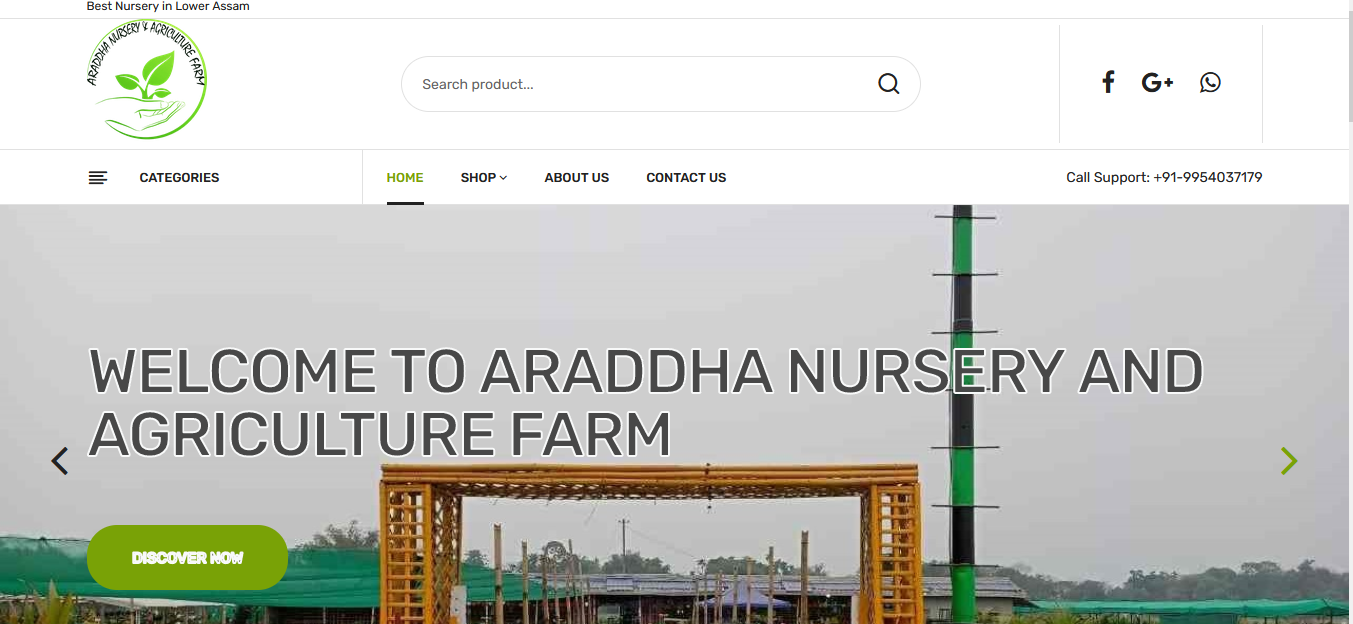 Best Nursery in Lower Assam
ARADDHA NURSERY & AGRICULTURE FARM
Search product...
G+
CATEGORIES
HOME
SHOP
ABOUT US
CONTACT US
Call Support: +91-9954037179
WELCOME TO ARADDHA NURSERY AND
AGRICULTURE FARM
DISCOVER NOW